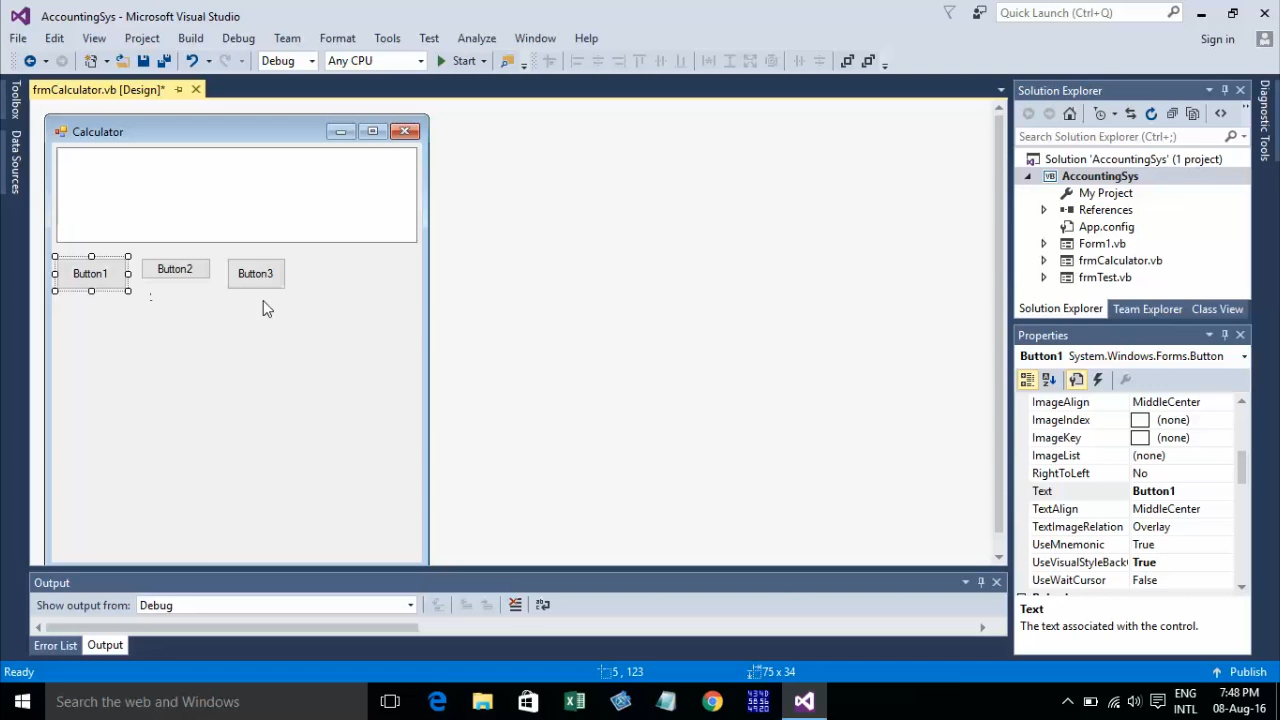 AccountingSys - Microsoft Visual Studio
Quick Launch (Ctrl+Q)
File Edit View Project Build Debug Team Format Tools Test Analyze Window Help
Sign in
Debug Any CPU Start
Toolbox
Data Sources
frmCalculator.vb [Design]*
Calculator
Button1 Button2 Button3
Solution Explorer
Search Solution Explorer (Ctrl+;)
Solution 'AccountingSys' (1 project)
VB AccountingSys
My Project
References
App.config
Form1.vb
frmCalculator.vb
frmTest.vb
Solution Explorer Team Explorer Class View
Diagnostic Tools
Properties
Button1 System.Windows.Forms.Button
ImageAlign MiddleCenter
ImageIndex (none)
ImageKey (none)
ImageList (none)
RightToLeft No
Text Button1
TextAlign MiddleCenter
TextImageRelation Overlay
UseMnemonic True
UseVisualStyleBack True
UseWaitCursor False
Text
The text associated with the control.
Output
Show output from: Debug
Error List Output
Ready 5 , 123 75 x 34 Publish
Search the web and Windows
ENG
INTL
7:48 PM
08-Aug-16